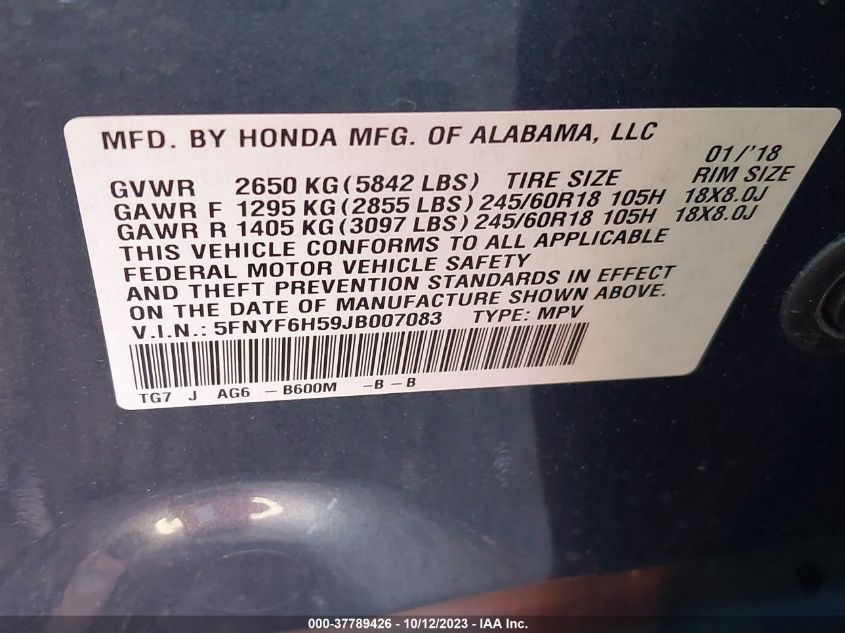 MFD. BY HONDA MFG. OF ALABAMA, LLC
01/'18
GVWR 2650 KG (5842 LBS) TIRE SIZE RIM SIZE
GAWR F 1295 KG (2855 LBS) 245/60R18 105H 18X8.0J
GAWR R 1405 KG (3097 LBS) 245/60R18 105H 18X8.0J
THIS VEHICLE CONFORMS TO ALL APPLICABLE
FEDERAL MOTOR VEHICLE SAFETY
AND THEFT PREVENTION STANDARDS IN EFFECT
ON THE DATE OF MANUFACTURE SHOWN ABOVE.
V.I.N.: 5FNYF6H59JB007083 TYPE: MPV
TG7 J AG6 -B600M -B-B
000-37789426 - 10/12/2023 - IAA Inc.